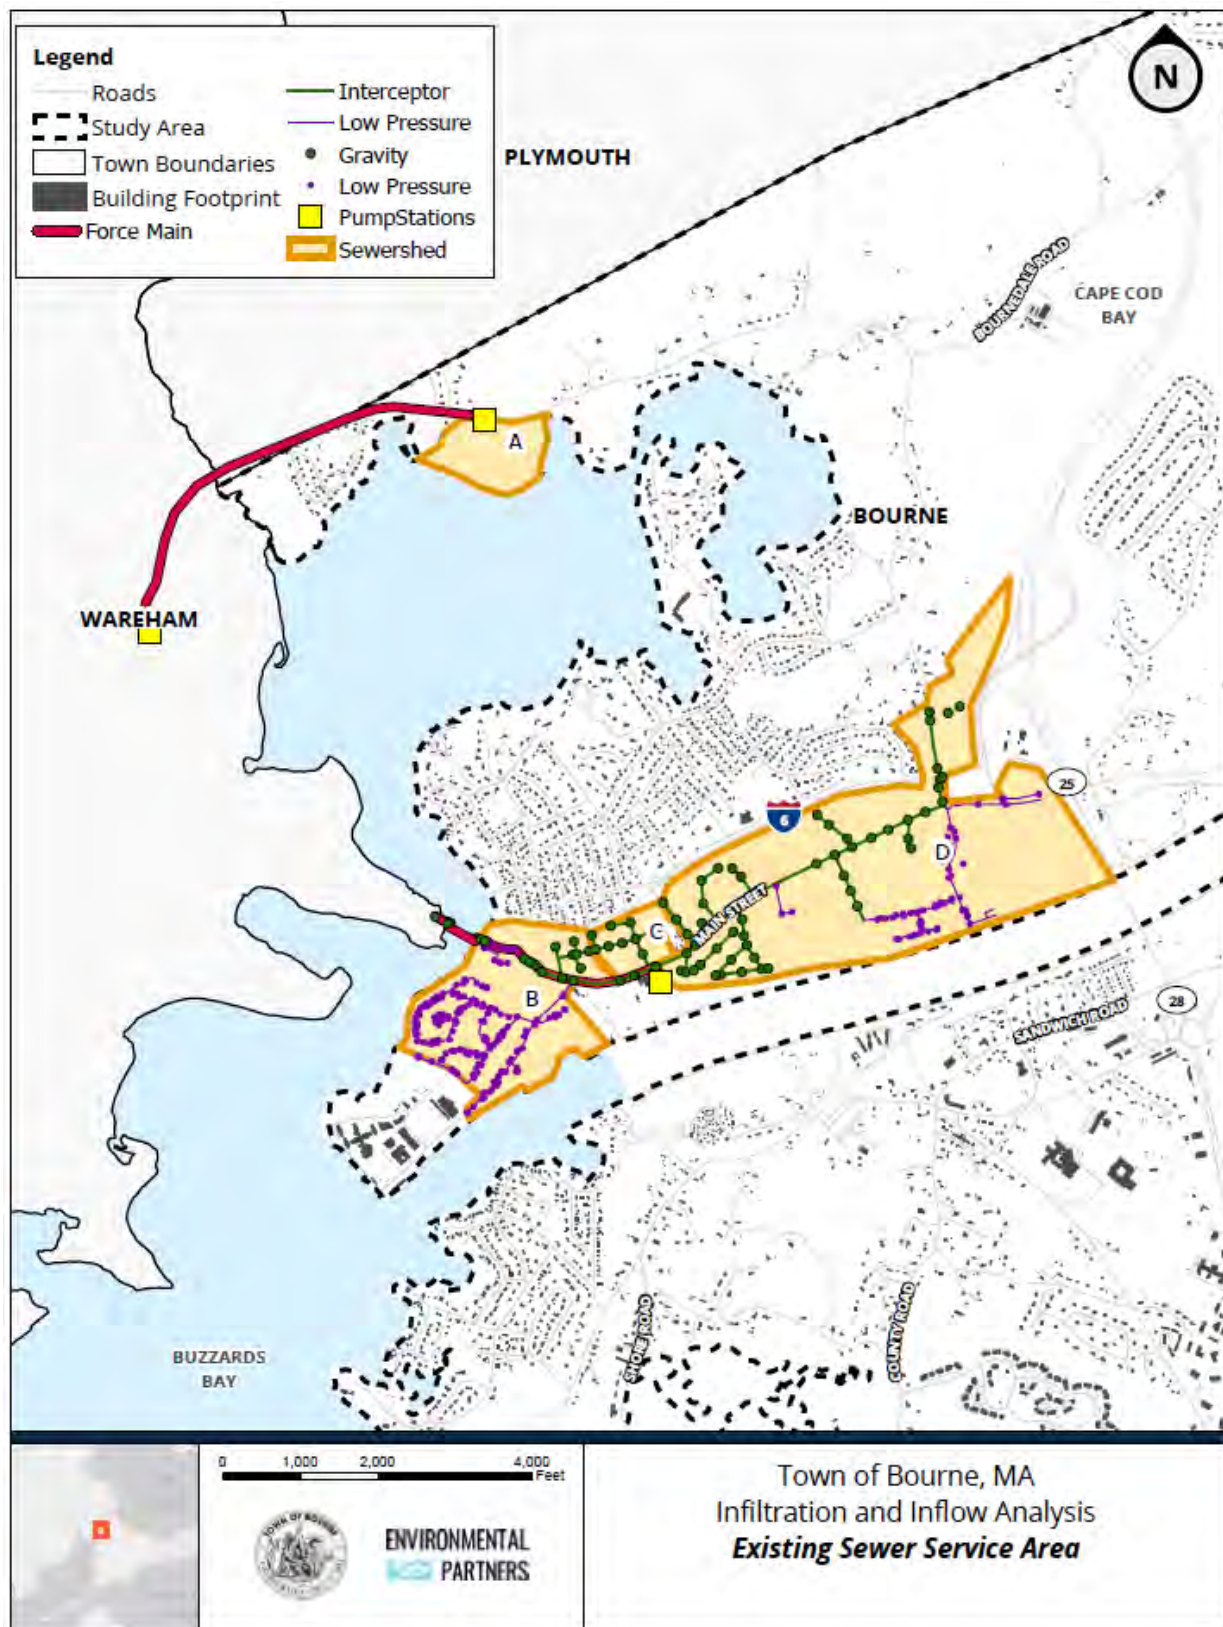 Legend
Roads
Study Area
Town Boundaries
Building Footprint
Force Main
Interceptor
Low Pressure
Gravity
Low Pressure
PumpStations
Sewershed
N
PLYMOUTH
BOURNEDALE ROAD
CAPE COD
BAY
A
BOURNE
WAREHAM
25
6
D
MAIN STREET
C
B
28
SANDWICH ROAD
SHORE ROAD
COUNTY ROAD
BUZZARDS
BAY
0 1,000 2,000 4,000
Feet
TOWN OF BOURNE
ENVIRONMENTAL
PARTNERS
Town of Bourne, MA
Infiltration and Inflow Analysis
Existing Sewer Service Area